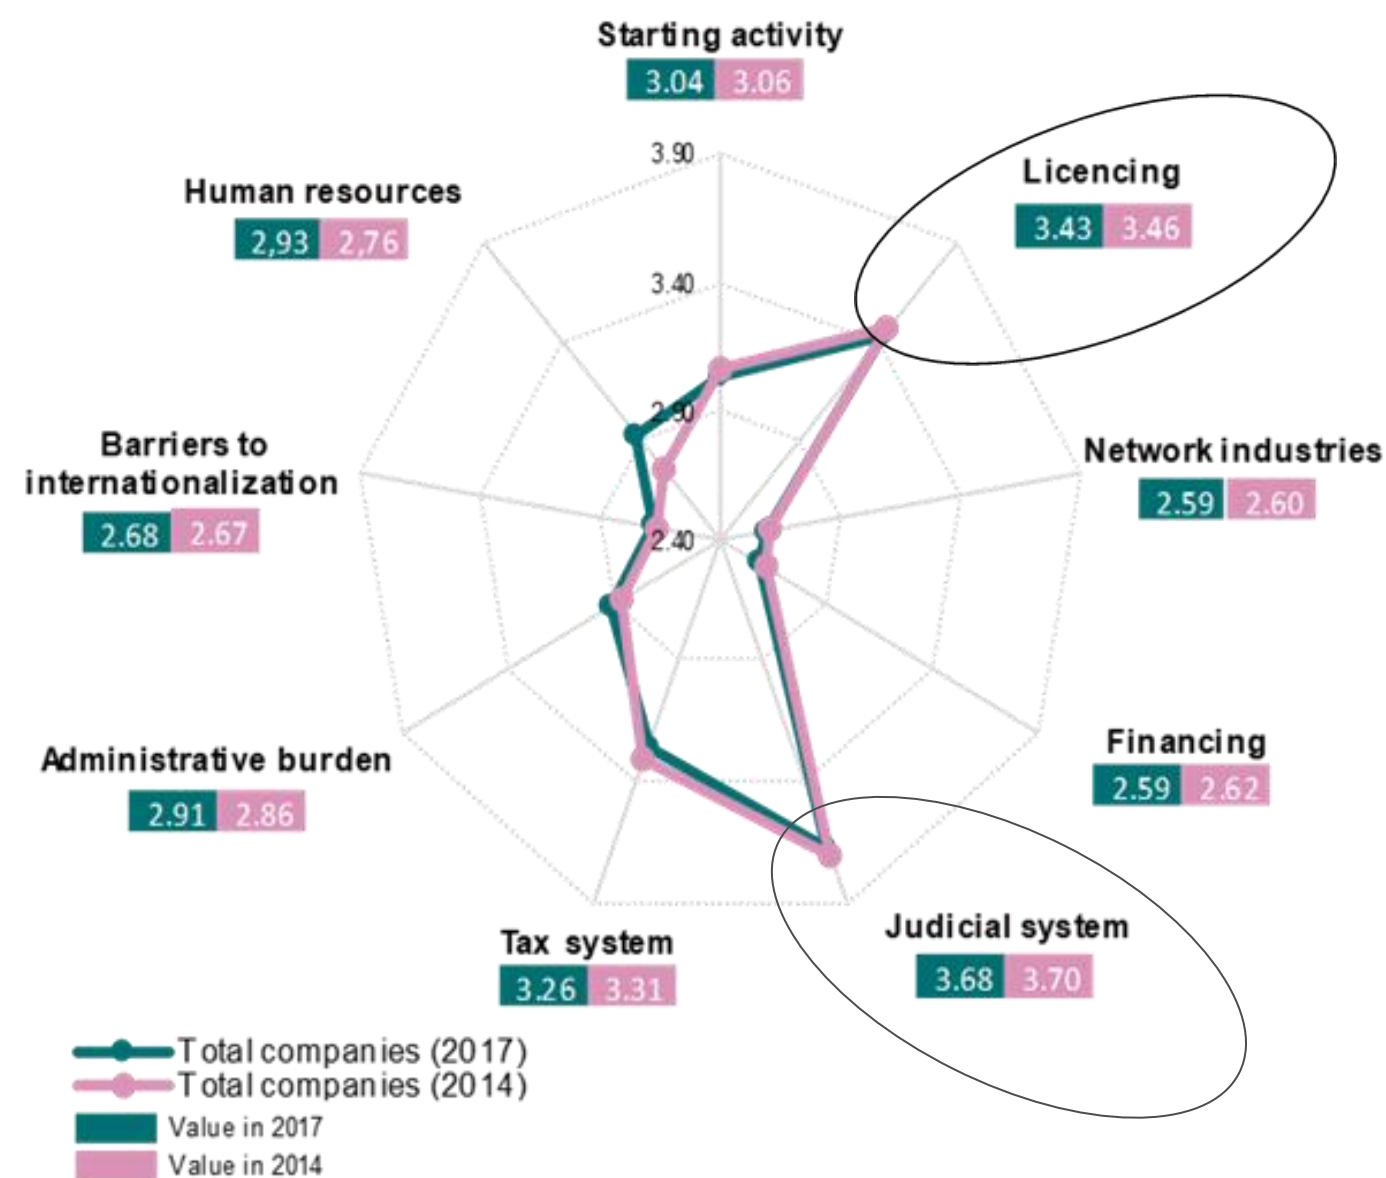 Starting activity
3.04 3.06
3.90
Licencing
3.43 3.46
Human resources
2,93 2,76
3.40
2.90
Barriers to
internationalization
2.68 2.67
Network industries
2.59 2.60
2.40
Administrative burden
2.91 2.86
Financing
2.59 2.62
Tax system
3.26 3.31
Judicial system
3.68 3.70
Total companies (2017)
Total companies (2014)
Value in 2017
Value in 2014